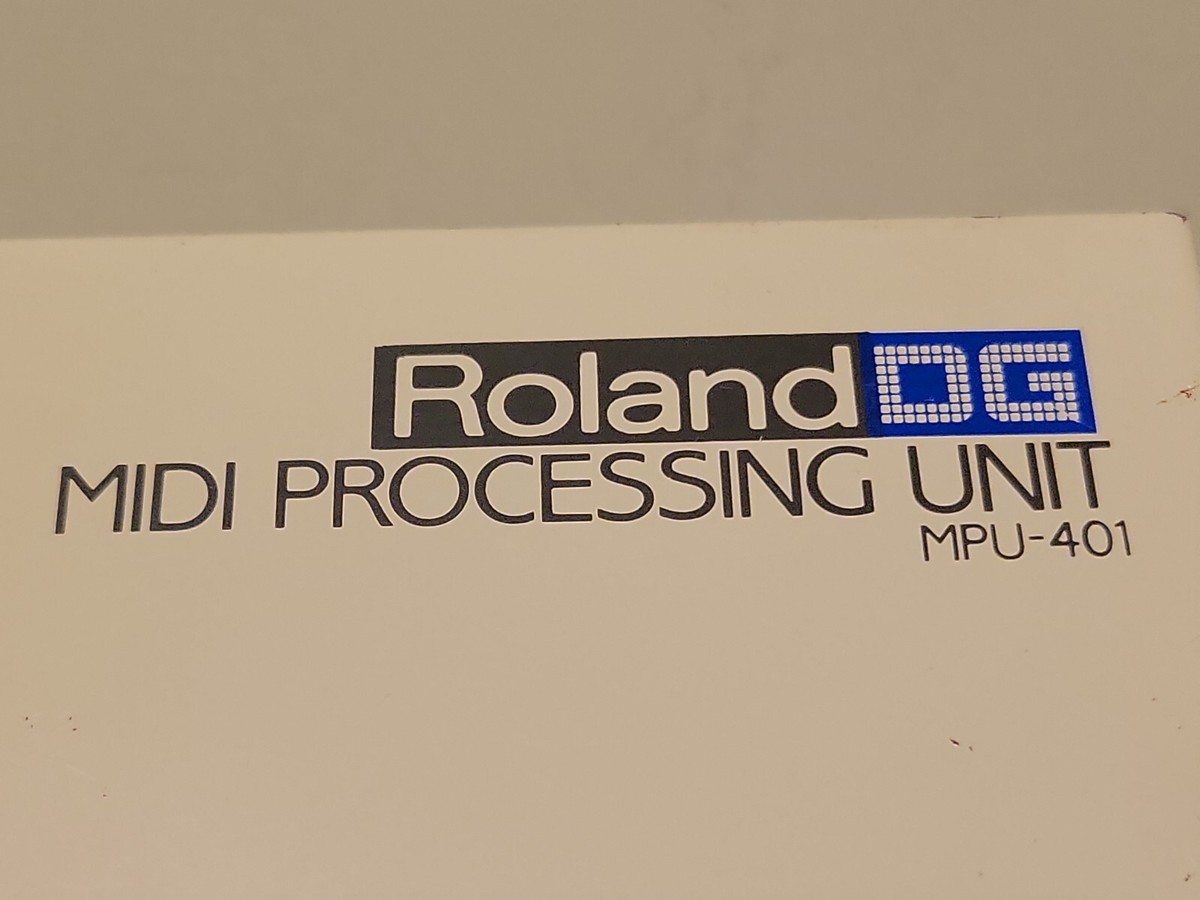 Roland DG
MIDI PROCESSING UNIT
MPU-401